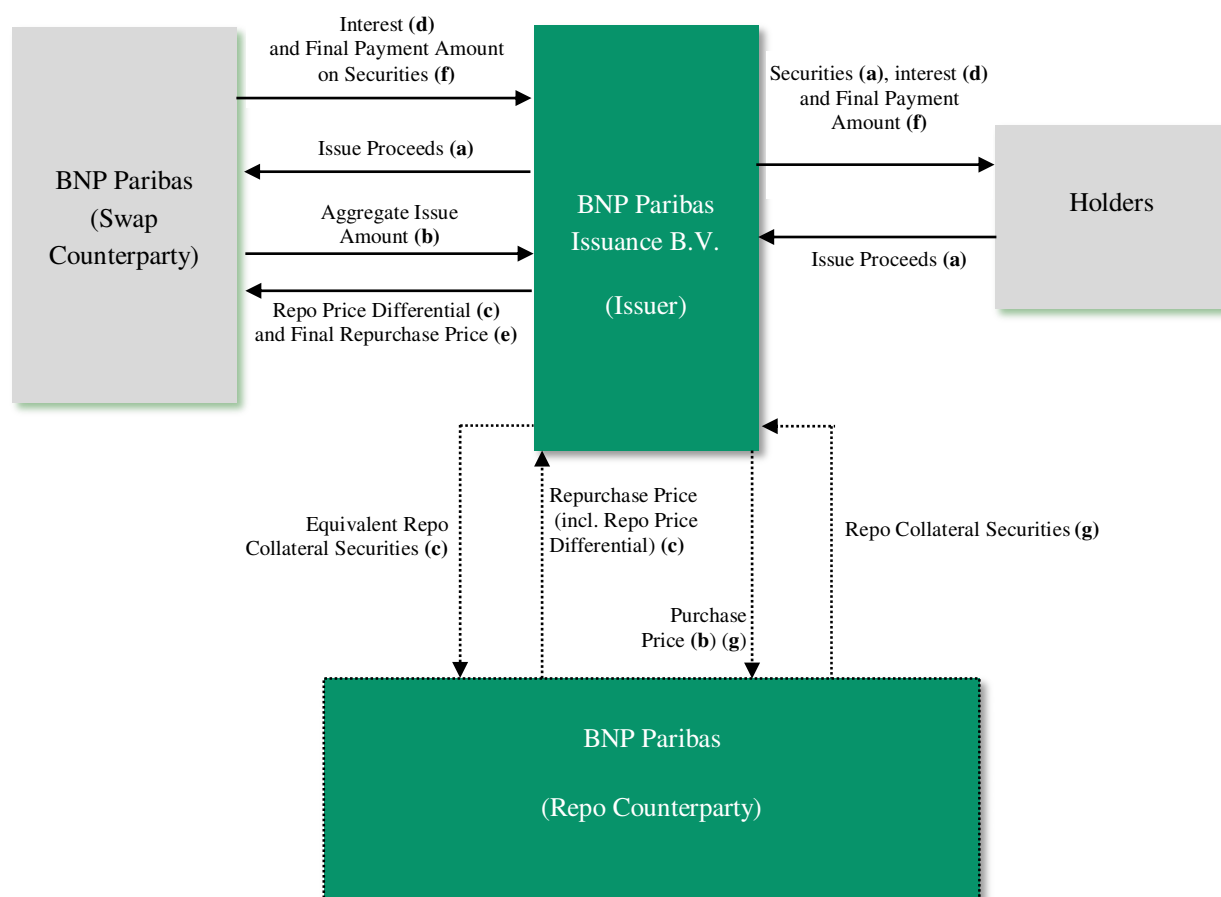 Interest (d)
and Final Payment Amount
on Securities (f)
Issue Proceeds (a)
Aggregate Issue
Amount (b)
Repo Price Differential (c)
and Final Repurchase Price (e)
BNP Paribas
(Swap
Counterparty)
BNP Paribas
Issuance B.V.
(Issuer)
Securities (a), interest (d)
and Final Payment
Amount (f)
Issue Proceeds (a)
Holders
Equivalent Repo
Collateral Securities (c)
Repurchase Price
(incl. Repo Price
Differential) (c)
Purchase
Price (b) (g)
Repo Collateral Securities (g)
BNP Paribas
(Repo Counterparty)